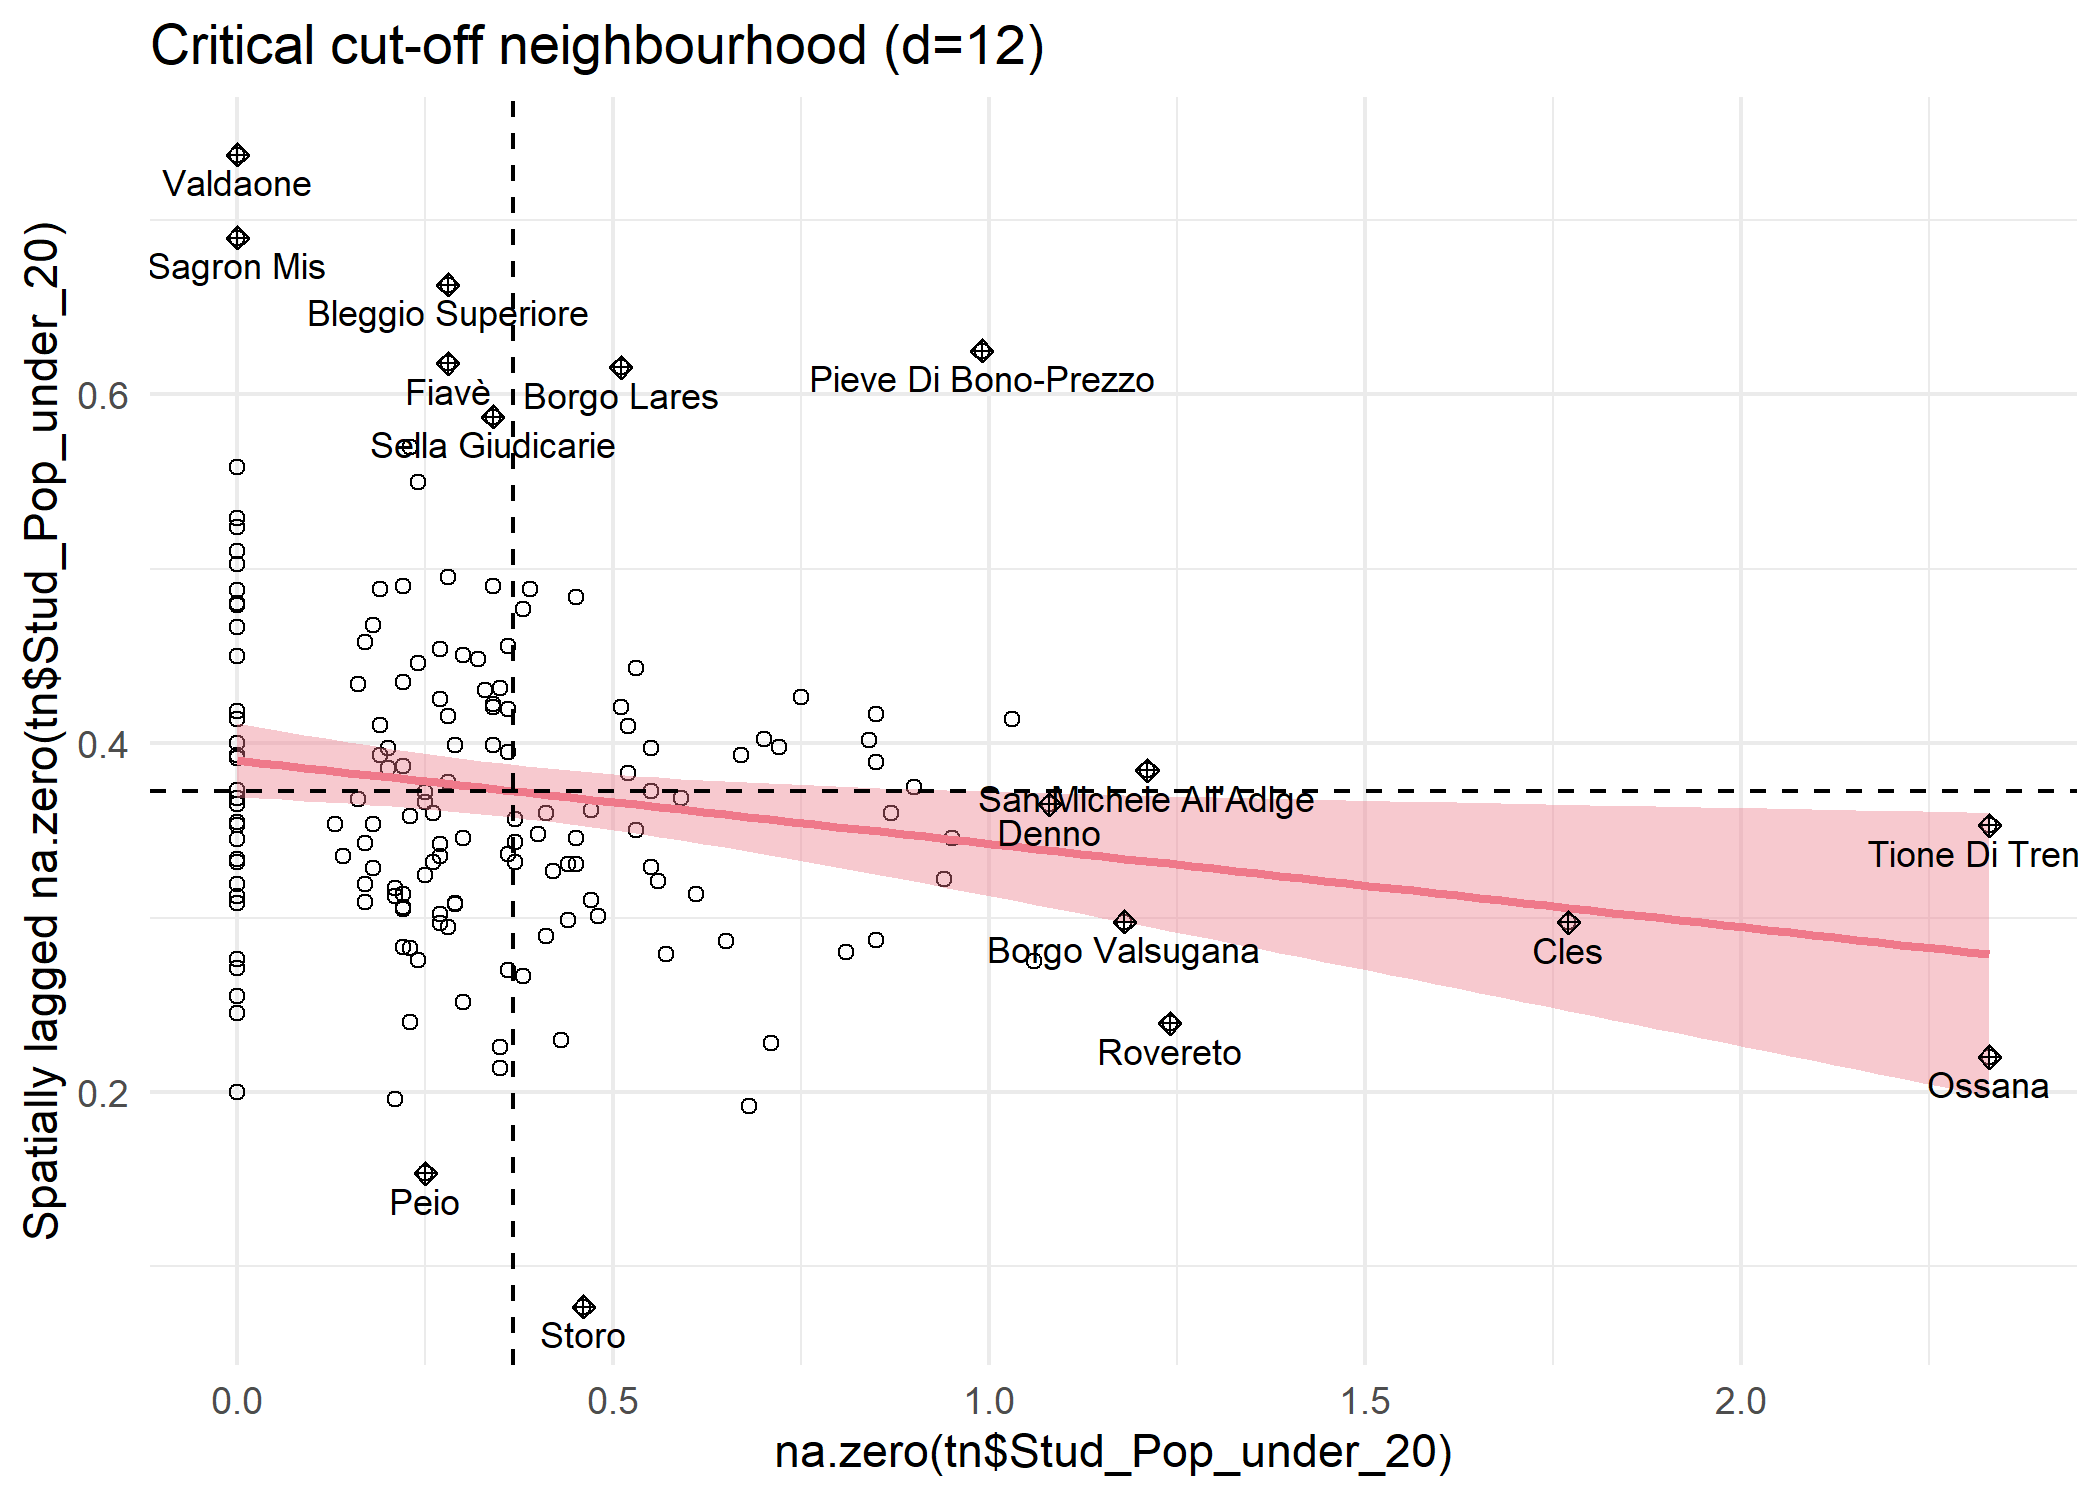 Critical cut-off neighbourhood (d=12)
Valdaone
Sagron Mis
Bleggio Superiore
Pieve Di Bono-Prezzo
Fiavè
Borgo Lares
Sella Giudicarie
San Michele All'Adige
Denno
Tione Di Tren
Borgo Valsugana
Cles
Rovereto
Ossana
Peio
Storo
Spatially lagged na.zero(tn$Stud_Pop_under_20)
0.6
0.4
0.2
0.0
0.5
1.0
1.5
2.0
na.zero(tn$Stud_Pop_under_20)